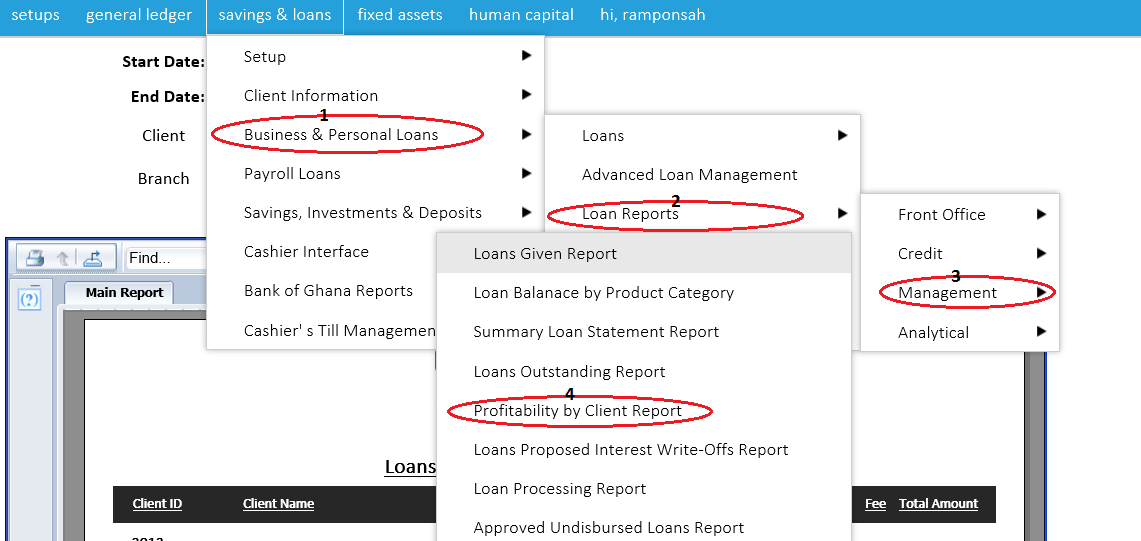 setups general ledger savings & loans fixed assets human capital hi, ramponsah
Start Date:
End Date:
Client
Branch
Setup
Client Information
1
Business & Personal Loans
Payroll Loans
Savings, Investments & Deposits
Cashier Interface
Bank of Ghana Reports
Cashier' s Till Managemen
Loans
Advanced Loan Management
2
Loan Reports
Front Office
Credit
3
Management
Analytical
Loans Given Report
Loan Balanace by Product Category
Summary Loan Statement Report
Loans Outstanding Report
4
Profitability by Client Report
Loans Proposed Interest Write-Offs Report
Loan Processing Report
Approved Undisbursed Loans Report
Find...
(?)
Main Report
Loans
Client ID Client Name Fee Total Amount
2012